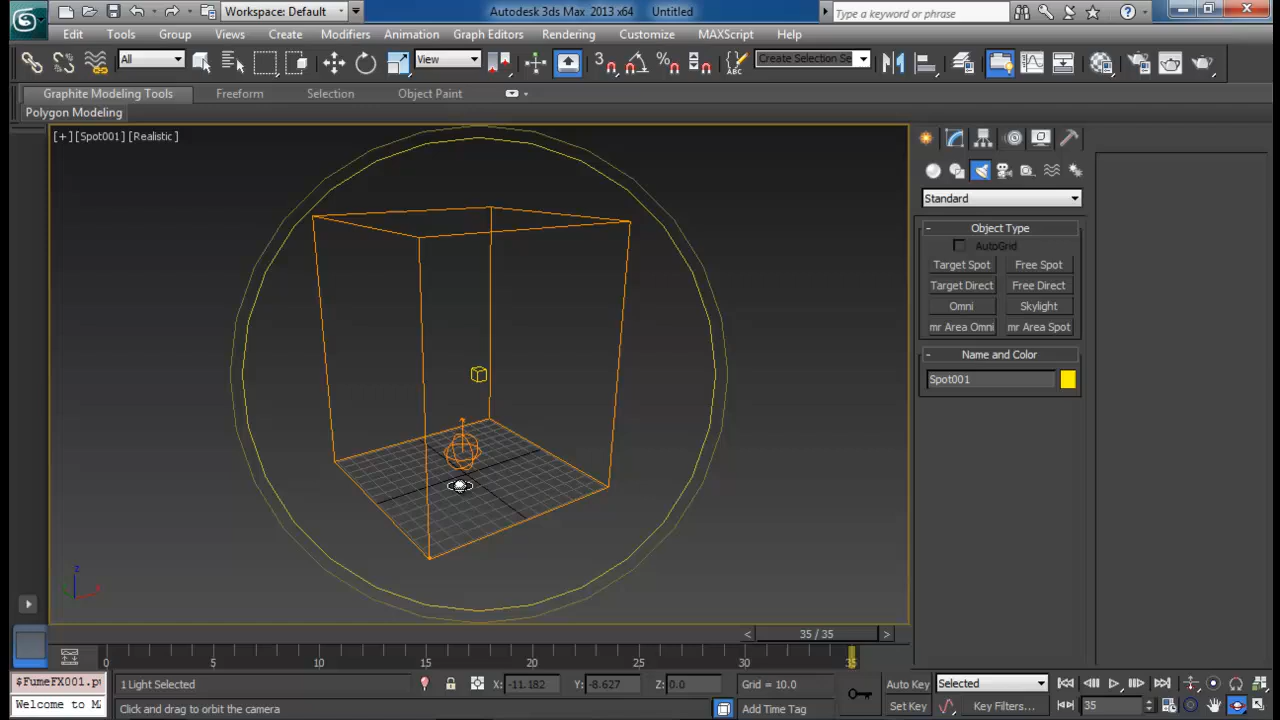 Workspace: Default
Autodesk 3ds Max 2013 x64 Untitled
Type a keyword or phrase
Edit Tools Group Views Create Modifiers Animation Graph Editors Rendering Customize MAXScript Help
All
View
Create Selection Se
Graphite Modeling Tools Freeform Selection Object Paint
Polygon Modeling
[+] [Spot001] [Realistic]
Standard
- Object Type
AutoGrid
Target Spot Free Spot
Target Direct Free Direct
Omni Skylight
mr Area Omni mr Area Spot
- Name and Color
Spot001
z
< 35 / 35 >
0 5 10 15 20 25 30 35
$FumeFX001.p
1 Light Selected
X: -11.182 Y: -8.627 Z: 0.0 Grid = 10.0
Auto Key Selected
Welcome to M
Click and drag to orbit the camera
Add Time Tag
Set Key Key Filters... 35